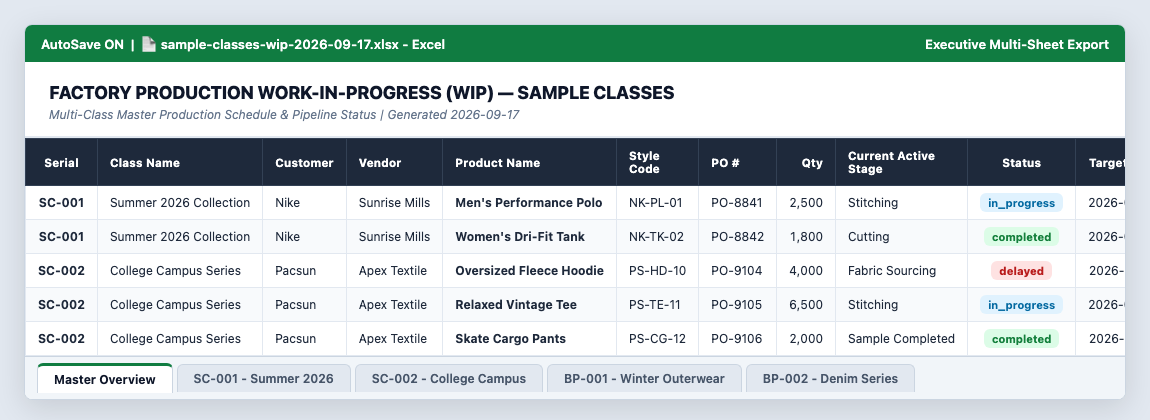 AutoSave ON | sample-classes-wip-2026-09-17.xlsx - Excel Executive Multi-Sheet Export
FACTORY PRODUCTION WORK-IN-PROGRESS (WIP) — SAMPLE CLASSES
Multi-Class Master Production Schedule & Pipeline Status | Generated 2026-09-17
Serial Class Name Customer Vendor Product Name Style Code PO # Qty Current Active Stage Status Target
SC-001 Summer 2026 Collection Nike Sunrise Mills Men's Performance Polo NK-PL-01 PO-8841 2,500 Stitching in_progress 2026-
SC-001 Summer 2026 Collection Nike Sunrise Mills Women's Dri-Fit Tank NK-TK-02 PO-8842 1,800 Cutting completed 2026-
SC-002 College Campus Series Pacsun Apex Textile Oversized Fleece Hoodie PS-HD-10 PO-9104 4,000 Fabric Sourcing delayed 2026-
SC-002 College Campus Series Pacsun Apex Textile Relaxed Vintage Tee PS-TE-11 PO-9105 6,500 Stitching in_progress 2026-
SC-002 College Campus Series Pacsun Apex Textile Skate Cargo Pants PS-CG-12 PO-9106 2,000 Sample Completed completed 2026-
Master Overview SC-001 - Summer 2026 SC-002 - College Campus BP-001 - Winter Outerwear BP-002 - Denim Series